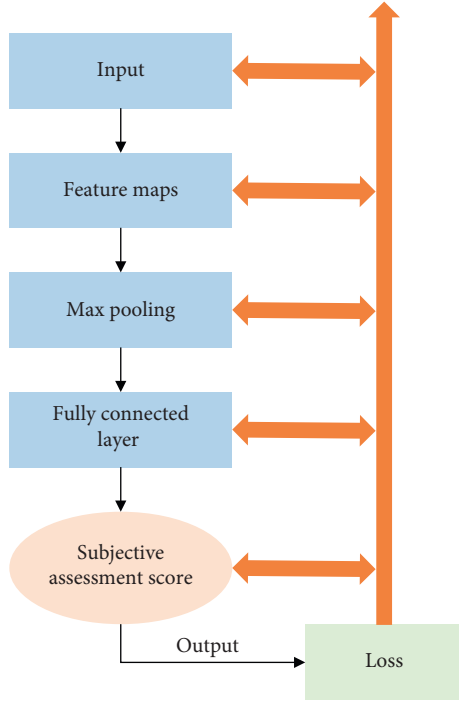 Input
Feature maps
Max pooling
Fully connected
layer
Subjective
assessment score
Output
Loss